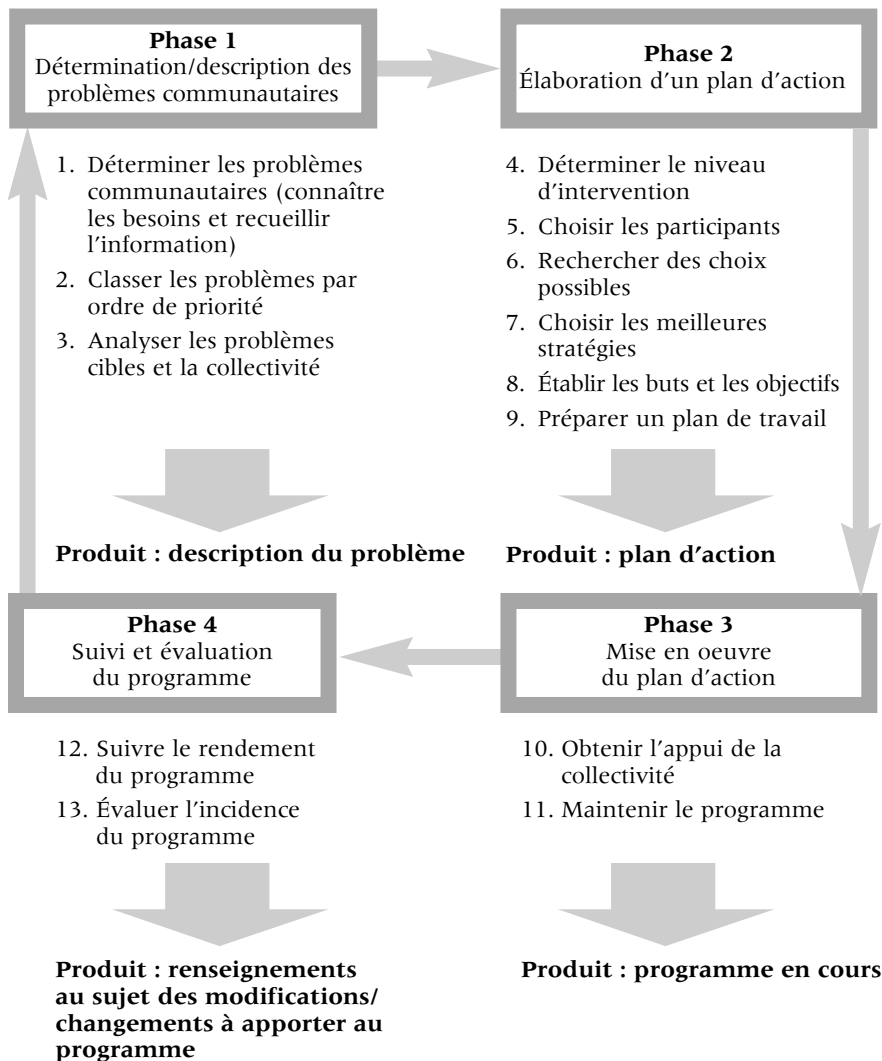 Phase 1
Détermination/description des
problèmes communautaires
1. Déterminer les problèmes
communautaires (connaître
les besoins et recueillir
l'information)
2. Classer les problèmes par
ordre de priorité
3. Analyser les problèmes
cibles et la collectivité
Produit : description du problème
Phase 2
Élaboration d'un plan d'action
4. Déterminer le niveau
d'intervention
5. Choisir les participants
6. Rechercher des choix
possibles
7. Choisir les meilleures
stratégies
8. Établir les buts et les objectifs
9. Préparer un plan de travail
Produit : plan d'action
Phase 3
Mise en oeuvre
du plan d'action
10. Obtenir l'appui de la
collectivité
11. Maintenir le programme
Produit : programme en cours
Phase 4
Suivi et évaluation
du programme
12. Suivre le rendement
du programme
13. Évaluer l'incidence
du programme
Produit : renseignements
au sujet des modifications/
changements à apporter au
programme